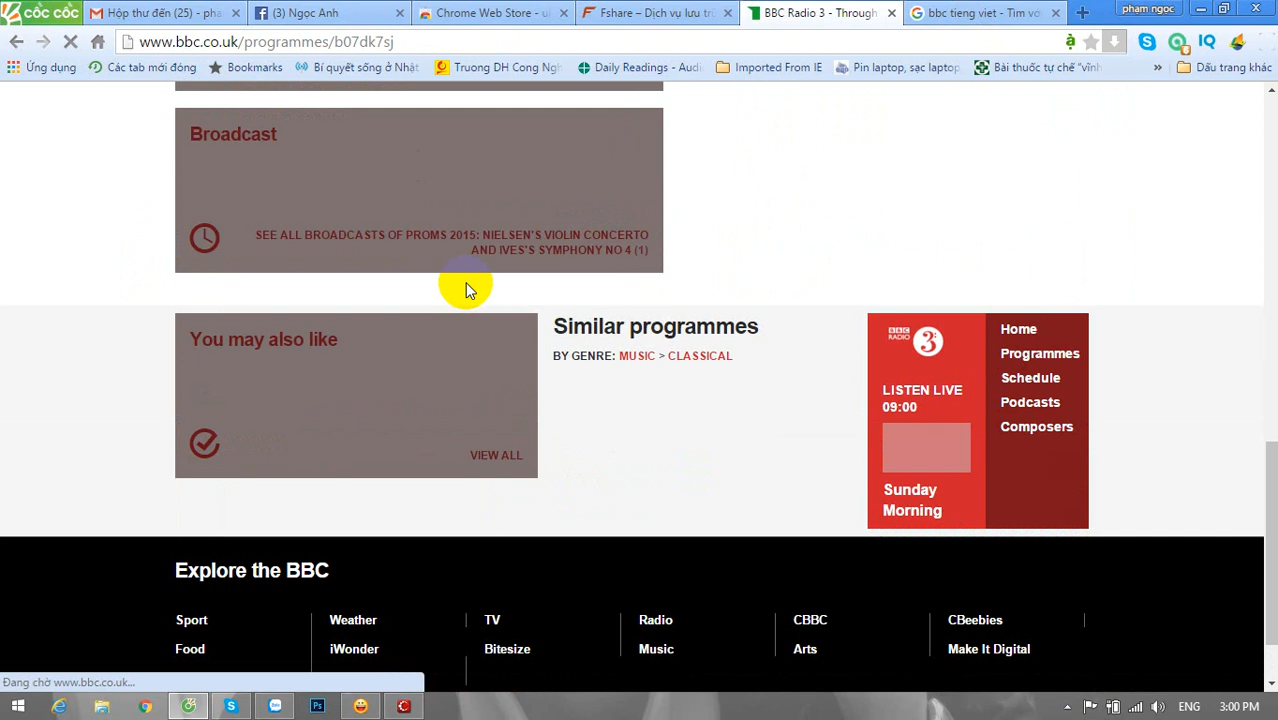 cốc cốc
Hộp thư đến (25) - pha
(3) Ngoc Anh
Chrome Web Store - u
Fshare – Dịch vụ lưu tr
BBC Radio 3 - Through
bbc tieng viet - Tìm vớ
pham ngoc
www.bbc.co.uk/programmes/b07dk7sj
Ứng dụng
Các tab mới đóng
Bookmarks
Bí quyết sống ở Nhật
Truong DH Cong Ngh
Daily Readings - Audi
Imported From IE
Pin laptop, sạc laptop
Bài thuốc tự chế "vĩnh
Dấu trang khác
Broadcast
SEE ALL BROADCASTS OF PROMS 2015: NIELSEN'S VIOLIN CONCERTO
AND IVES'S SYMPHONY NO 4 (1)
You may also like
VIEW ALL
Similar programmes
BY GENRE: MUSIC > CLASSICAL
BBC
RADIO 3
LISTEN LIVE
09:00
Sunday
Morning
Home
Programmes
Schedule
Podcasts
Composers
Explore the BBC
Sport
Weather
TV
Radio
CBBC
CBeebies
Food
iWonder
Bitesize
Music
Arts
Make It Digital
Đang chờ www.bbc.co.uk...
ENG
3:00 PM